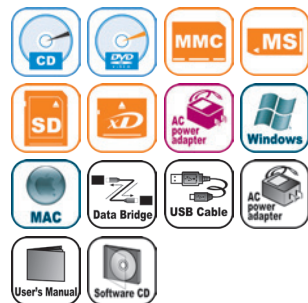 CD
DVD
VIDEO
MMC
MS
SD
xD
AC
power
adapter
Windows
MAC
Data Bridge
USB Cable
AC
power
adapter
User's Manual
Software CD